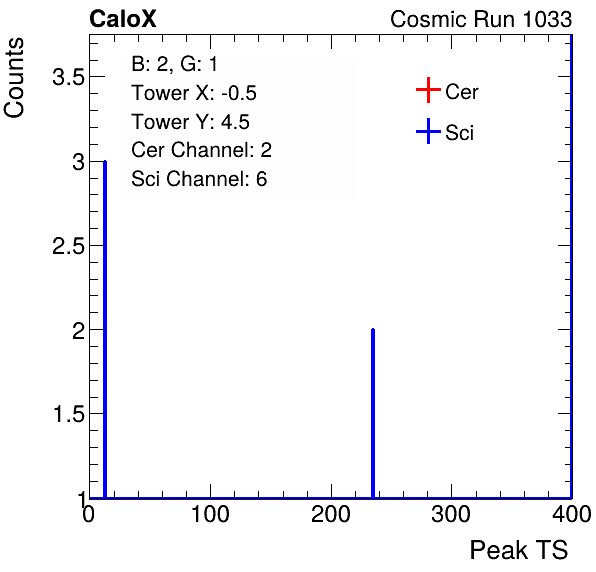 CaloX Cosmic Run 1033
Counts
B: 2, G: 1
Tower X: -0.5
Tower Y: 4.5
Cer Channel: 2
Sci Channel: 6
Cer
Sci
3.5
3
2.5
2
1.5
1
0 100 200 300 400
Peak TS